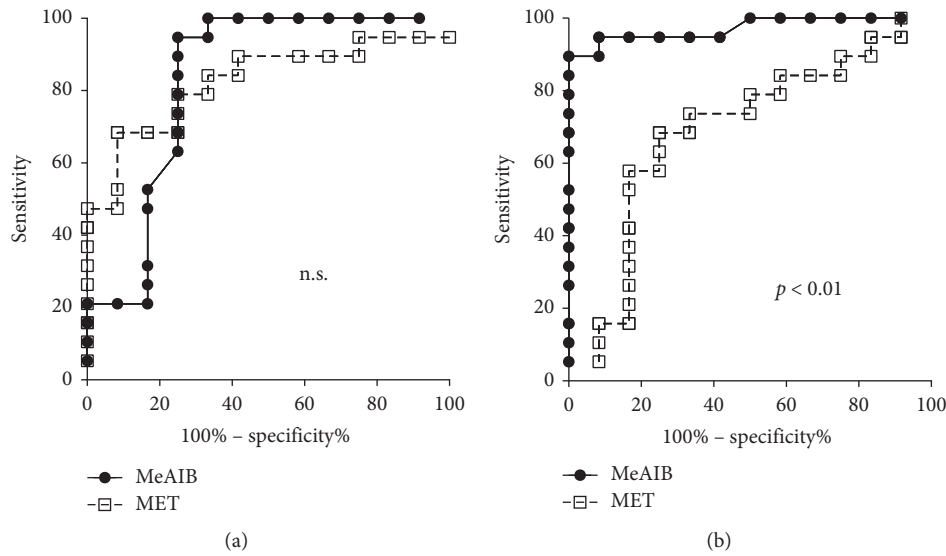 100
80
60
40
20
0
Sensitivity
n.s.
0 20 40 60 80 100
100% – specificity%
MeAIB
MET
(a)
100
80
60
40
20
0
Sensitivity
p < 0.01
0 20 40 60 80 100
100% – specificity%
MeAIB
MET
(b)